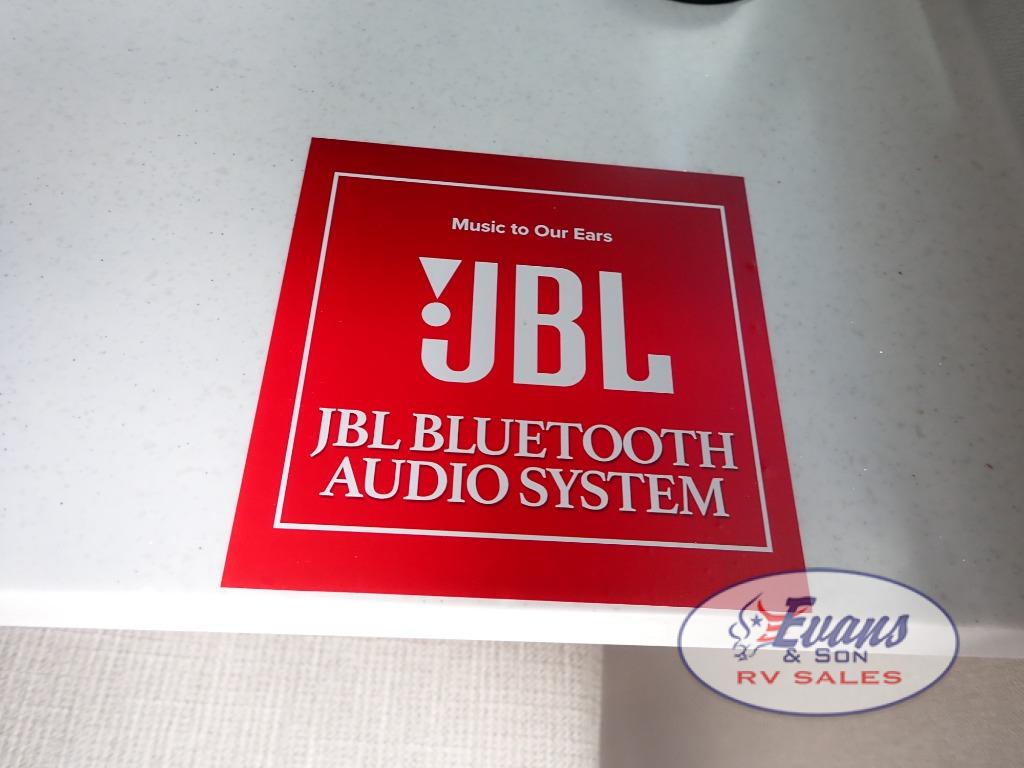 Music to Our Ears
JBL
JBL BLUETOOTH
AUDIO SYSTEM
Evans
& SON
RV SALES